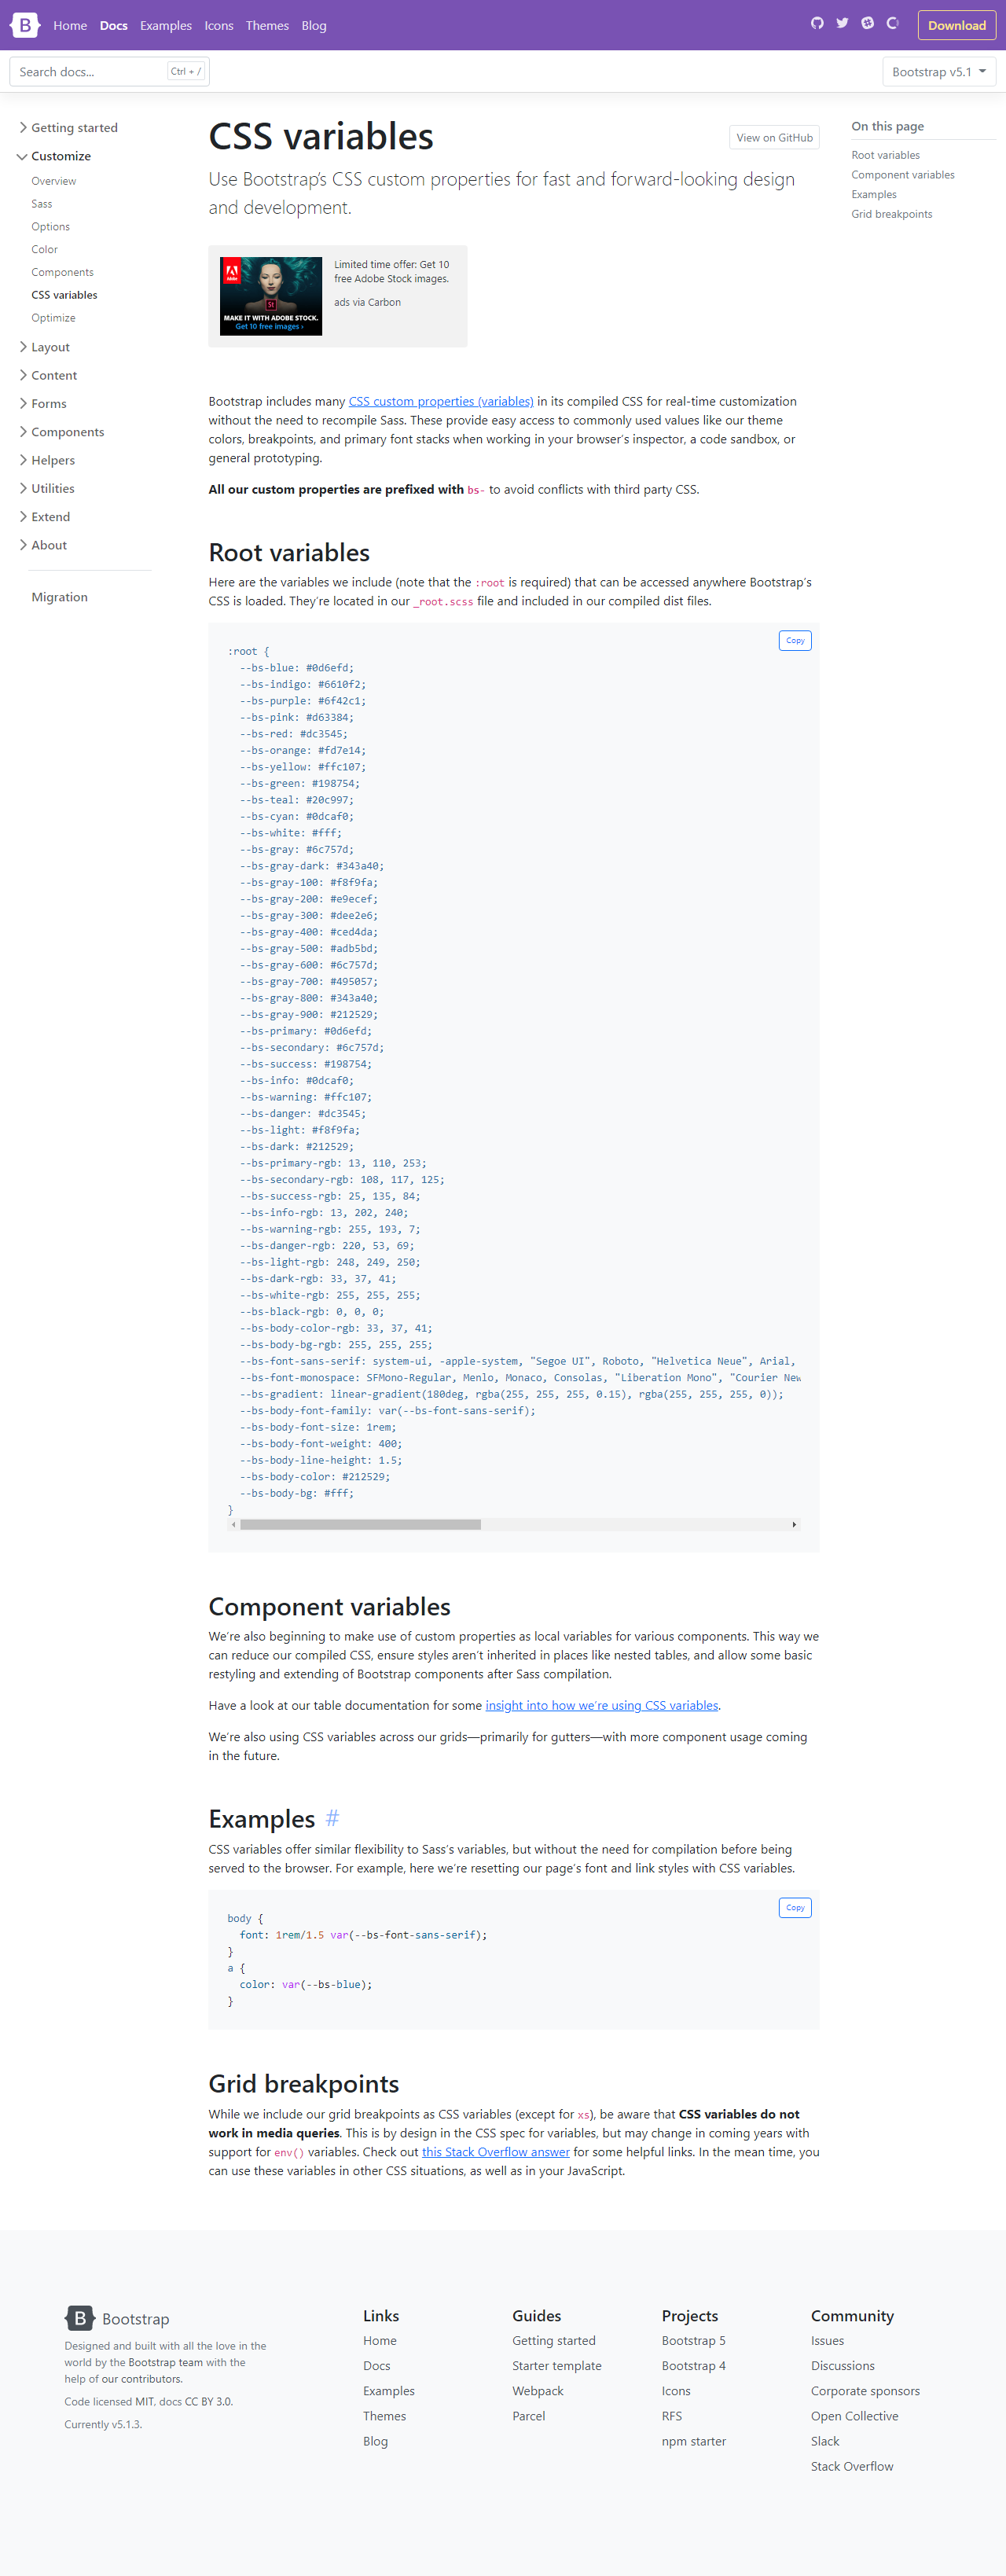 B Home Docs Examples Icons Themes Blog Download
Search docs... Ctrl + / Bootstrap v5.1
Getting started
Customize
Overview
Sass
Options
Color
Components
CSS variables
Optimize
Layout
Content
Forms
Components
Helpers
Utilities
Extend
About
Migration
CSS variables
View on GitHub
Use Bootstrap’s CSS custom properties for fast and forward-looking design
and development.
Adobe
St
MAKE IT WITH ADOBE STOCK.
Get 10 free images ›
Limited time offer: Get 10
free Adobe Stock images.
ads via Carbon
On this page
Root variables
Component variables
Examples
Grid breakpoints
Bootstrap includes many CSS custom properties (variables) in its compiled CSS for real-time customization
without the need to recompile Sass. These provide easy access to commonly used values like our theme
colors, breakpoints, and primary font stacks when working in your browser’s inspector, a code sandbox, or
general prototyping.
All our custom properties are prefixed with bs- to avoid conflicts with third party CSS.
Root variables
Here are the variables we include (note that the :root is required) that can be accessed anywhere Bootstrap’s
CSS is loaded. They’re located in our _root.scss file and included in our compiled dist files.
Copy
:root {
  --bs-blue: #0d6efd;
  --bs-indigo: #6610f2;
  --bs-purple: #6f42c1;
  --bs-pink: #d63384;
  --bs-red: #dc3545;
  --bs-orange: #fd7e14;
  --bs-yellow: #ffc107;
  --bs-green: #198754;
  --bs-teal: #20c997;
  --bs-cyan: #0dcaf0;
  --bs-white: #fff;
  --bs-gray: #6c757d;
  --bs-gray-dark: #343a40;
  --bs-gray-100: #f8f9fa;
  --bs-gray-200: #e9ecef;
  --bs-gray-300: #dee2e6;
  --bs-gray-400: #ced4da;
  --bs-gray-500: #adb5bd;
  --bs-gray-600: #6c757d;
  --bs-gray-700: #495057;
  --bs-gray-800: #343a40;
  --bs-gray-900: #212529;
  --bs-primary: #0d6efd;
  --bs-secondary: #6c757d;
  --bs-success: #198754;
  --bs-info: #0dcaf0;
  --bs-warning: #ffc107;
  --bs-danger: #dc3545;
  --bs-light: #f8f9fa;
  --bs-dark: #212529;
  --bs-primary-rgb: 13, 110, 253;
  --bs-secondary-rgb: 108, 117, 125;
  --bs-success-rgb: 25, 135, 84;
  --bs-info-rgb: 13, 202, 240;
  --bs-warning-rgb: 255, 193, 7;
  --bs-danger-rgb: 220, 53, 69;
  --bs-light-rgb: 248, 249, 250;
  --bs-dark-rgb: 33, 37, 41;
  --bs-white-rgb: 255, 255, 255;
  --bs-black-rgb: 0, 0, 0;
  --bs-body-color-rgb: 33, 37, 41;
  --bs-body-bg-rgb: 255, 255, 255;
  --bs-font-sans-serif: system-ui, -apple-system, "Segoe UI", Roboto, "Helvetica Neue", Arial,
  --bs-font-monospace: SFMono-Regular, Menlo, Monaco, Consolas, "Liberation Mono", "Courier New
  --bs-gradient: linear-gradient(180deg, rgba(255, 255, 255, 0.15), rgba(255, 255, 255, 0));
  --bs-body-font-family: var(--bs-font-sans-serif);
  --bs-body-font-size: 1rem;
  --bs-body-font-weight: 400;
  --bs-body-line-height: 1.5;
  --bs-body-color: #212529;
  --bs-body-bg: #fff;
}
Component variables
We’re also beginning to make use of custom properties as local variables for various components. This way we
can reduce our compiled CSS, ensure styles aren’t inherited in places like nested tables, and allow some basic
restyling and extending of Bootstrap components after Sass compilation.
Have a look at our table documentation for some insight into how we’re using CSS variables.
We’re also using CSS variables across our grids—primarily for gutters—with more component usage coming
in the future.
Examples #
CSS variables offer similar flexibility to Sass’s variables, but without the need for compilation before being
served to the browser. For example, here we’re resetting our page’s font and link styles with CSS variables.
Copy
body {
  font: 1rem/1.5 var(--bs-font-sans-serif);
}
a {
  color: var(--bs-blue);
}
Grid breakpoints
While we include our grid breakpoints as CSS variables (except for xs), be aware that CSS variables do not
work in media queries. This is by design in the CSS spec for variables, but may change in coming years with
support for env() variables. Check out this Stack Overflow answer for some helpful links. In the mean time, you
can use these variables in other CSS situations, as well as in your JavaScript.
B Bootstrap
Designed and built with all the love in the
world by the Bootstrap team with the
help of our contributors.
Code licensed MIT, docs CC BY 3.0.
Currently v5.1.3.
Links
Home
Docs
Examples
Themes
Blog
Guides
Getting started
Starter template
Webpack
Parcel
Projects
Bootstrap 5
Bootstrap 4
Icons
RFS
npm starter
Community
Issues
Discussions
Corporate sponsors
Open Collective
Slack
Stack Overflow